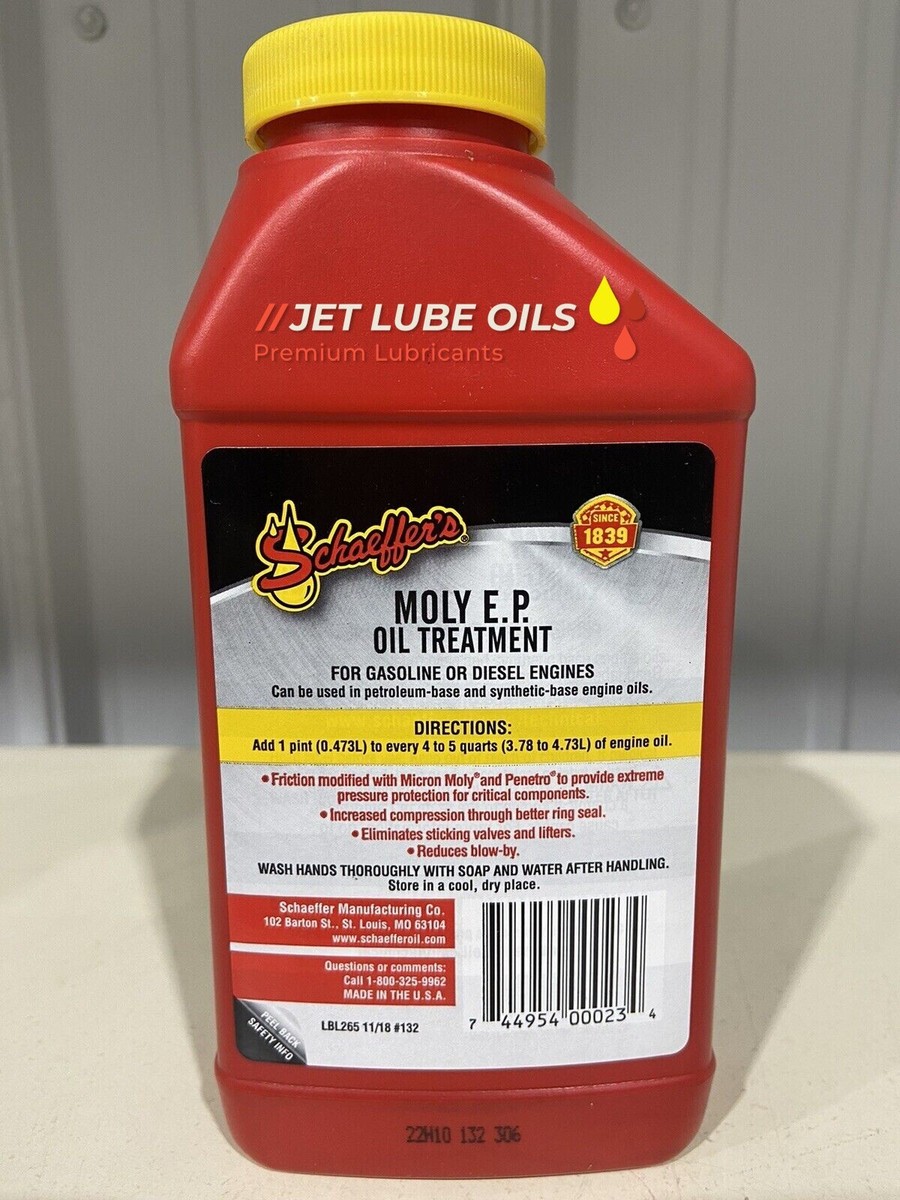 //JET LUBE OILS
Premium Lubricants
Schaeffer's®
SINCE
1839
MOLY E.P.
OIL TREATMENT
FOR GASOLINE OR DIESEL ENGINES
Can be used in petroleum-base and synthetic-base engine oils.
DIRECTIONS:
Add 1 pint (0.473L) to every 4 to 5 quarts (3.78 to 4.73L) of engine oil.
• Friction modified with Micron Moly® and Penetro® to provide extreme
pressure protection for critical components.
• Increased compression through better ring seal.
• Eliminates sticking valves and lifters.
• Reduces blow-by.
WASH HANDS THOROUGHLY WITH SOAP AND WATER AFTER HANDLING.
Store in a cool, dry place.
Schaeffer Manufacturing Co.
102 Barton St., St. Louis, MO 63104
www.schaefferoil.com
Questions or comments:
Call 1-800-325-9962
MADE IN THE U.S.A.
PEEL BACK
SAFETY INFO
LBL265 11/18 #132
7 44954 00023 4
22H10 132 306